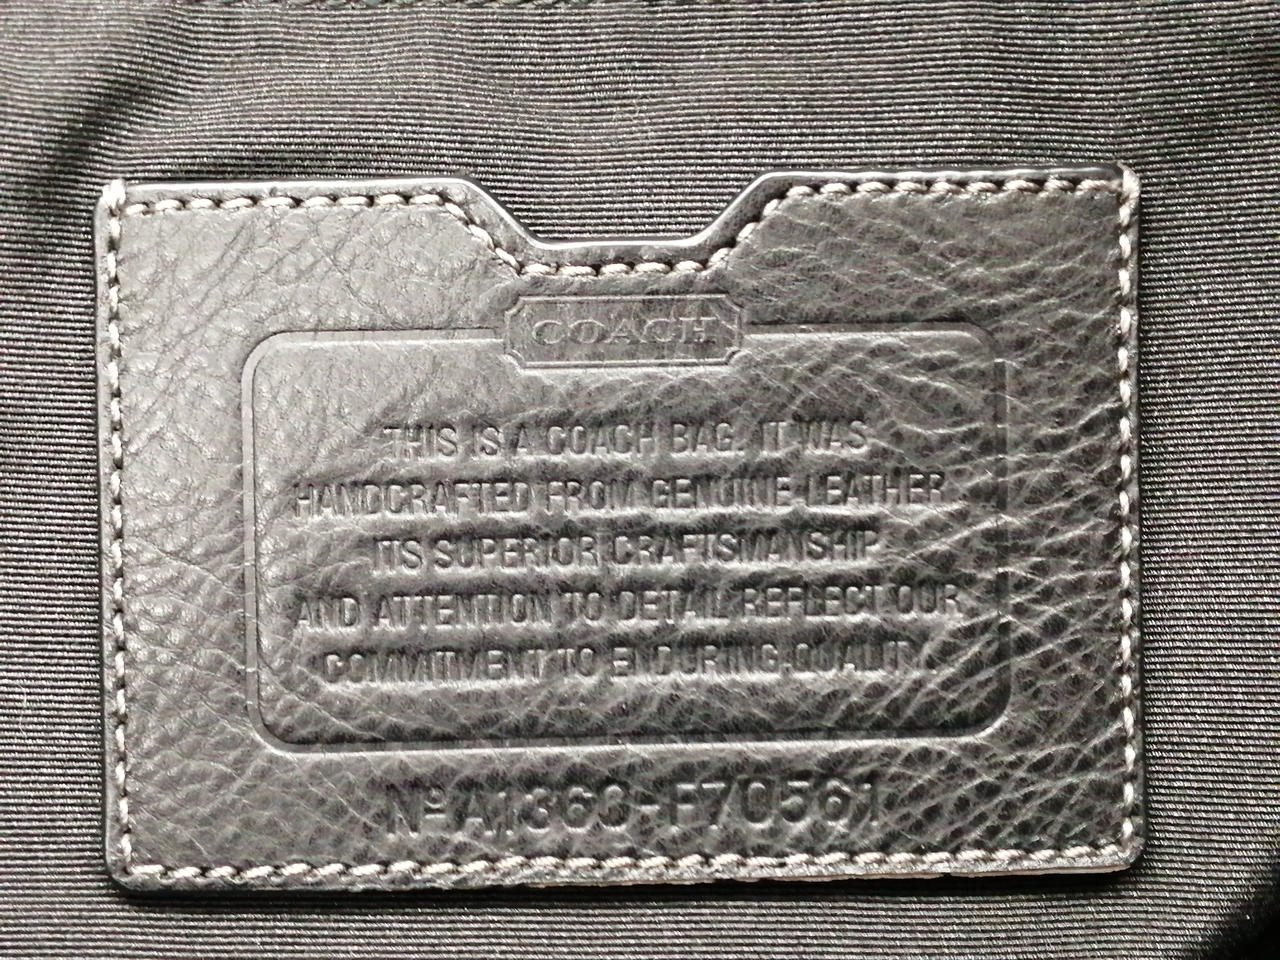 COACH
THIS IS A COACH BAG. IT WAS
HANDCRAFTED FROM GENUINE LEATHER
ITS SUPERIOR CRAFTSMANSHIP
AND ATTENTION TO DETAIL REFLECT OUR
COMMITMENT TO ENDURING QUALITY.
Nº A1360-F70561